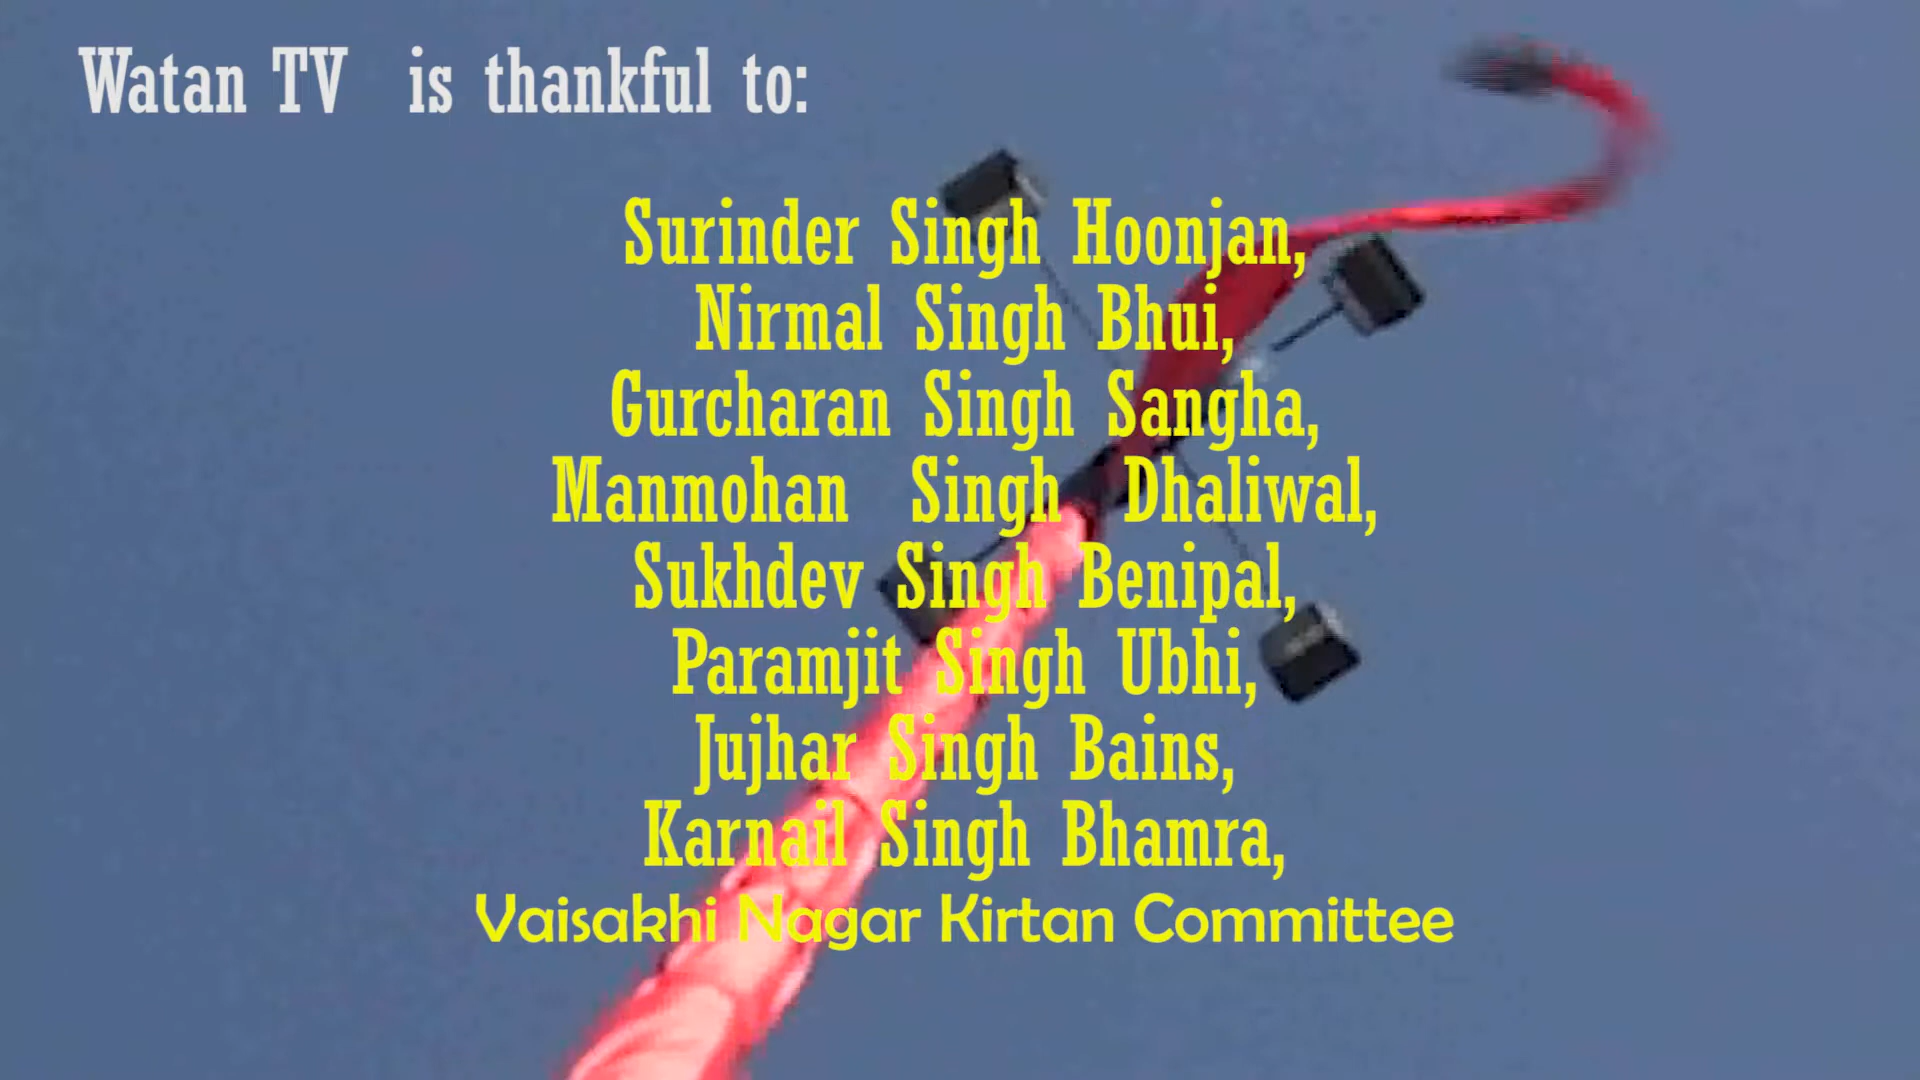 Watan TV is thankful to:
Surinder Singh Hoonjan,
Nirmal Singh Bhui,
Gurcharan Singh Sangha,
Manmohan Singh Dhaliwal,
Sukhdev Singh Benipal,
Paramjit Singh Ubhi,
Jujhar Singh Bains,
Karnail Singh Bhamra,
Vaisakhi Nagar Kirtan Committee